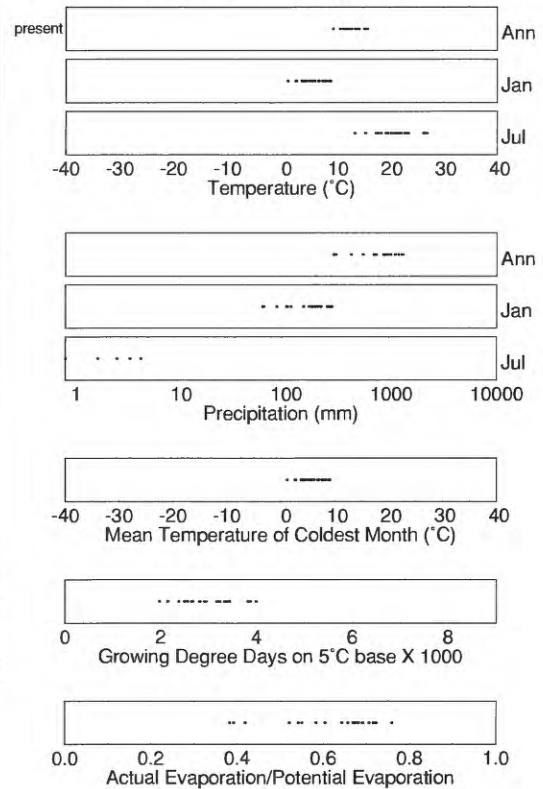 present
Ann
Jan
Jul
-40 -30 -20 -10 0 10 20 30 40
Temperature (˚C)
Ann
Jan
Jul
1 10 100 1000 10000
Precipitation (mm)
-40 -30 -20 -10 0 10 20 30 40
Mean Temperature of Coldest Month (˚C)
0 2 4 6 8
Growing Degree Days on 5˚C base X 1000
0.0 0.2 0.4 0.6 0.8 1.0
Actual Evaporation/Potential Evaporation